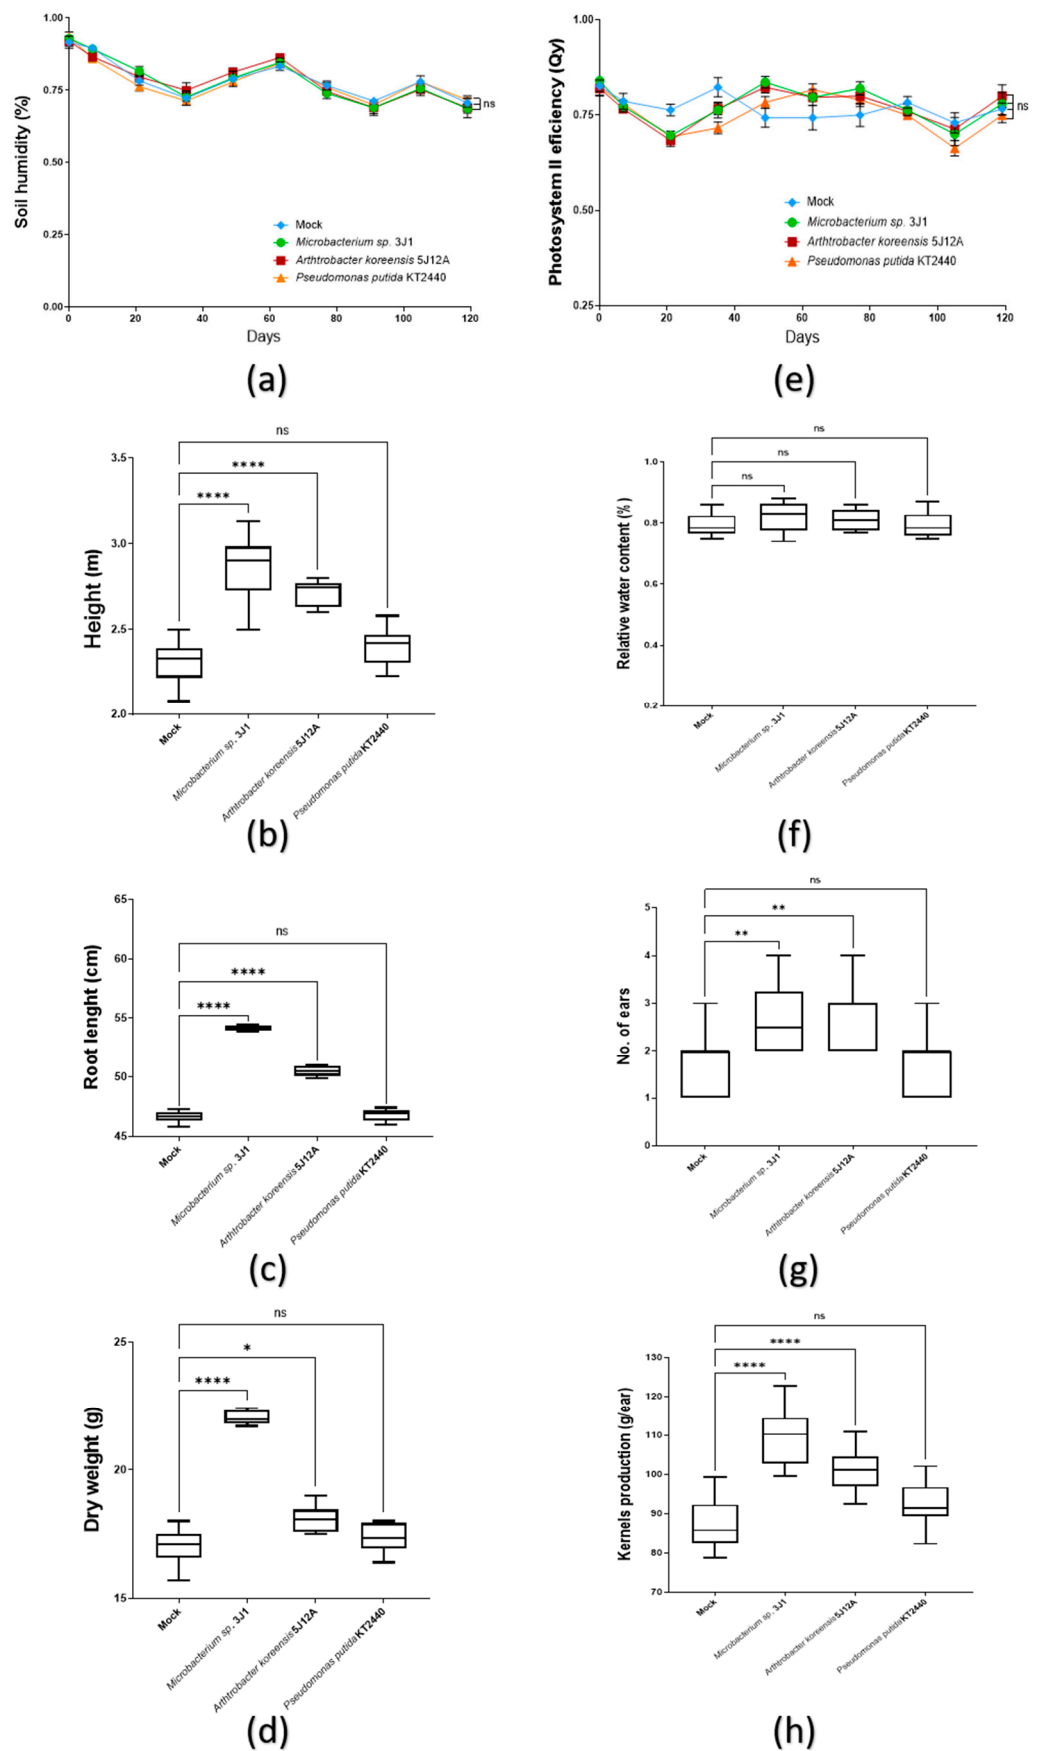 1.00
0.75
0.50
0.25
0.00
Soil humidity (%)
ns
Mock
Microbacterium sp. 3J1
Arthtrobacter koreensis 5J12A
Pseudomonas putida KT2440
0 20 40 60 80 100 120
Days
(a)
1.00
0.75
0.50
0.25
Photosystem II eficiency (Qy)
ns
Mock
Microbacterium sp. 3J1
Arthtrobacter koreensis 5J12A
Pseudomonas putida KT2440
0 20 40 60 80 100 120
Days
(e)
ns
****
****
3.5
3.0
2.5
2.0
Height (m)
Mock
Microbacterium sp. 3J1
Arthtrobacter koreensis 5J12A
Pseudomonas putida KT2440
(b)
ns
ns
ns
1.0
0.8
0.6
0.4
0.2
Relative water content (%)
Mock
Microbacterium sp. 3J1
Arthtrobacter koreensis 5J12A
Pseudomonas putida KT2440
(f)
65
60
55
50
45
Root lenght (cm)
ns
****
****
Mock
Microbacterium sp. 3J1
Arthtrobacter koreensis 5J12A
Pseudomonas putida KT2440
(c)
ns
**
**
5
4
3
2
1
0
No. of ears
Mock
Microbacterium sp. 3J1
Arthtrobacter koreensis 5J12A
Pseudomonas putida KT2440
(g)
ns
*
****
25
20
15
Dry weight (g)
Mock
Microbacterium sp. 3J1
Arthtrobacter koreensis 5J12A
Pseudomonas putida KT2440
(d)
ns
****
****
130
120
110
100
90
80
70
Kernels production (g/ear)
Mock
Microbacterium sp. 3J1
Arthtrobacter koreensis 5J12A
Pseudomonas putida KT2440
(h)